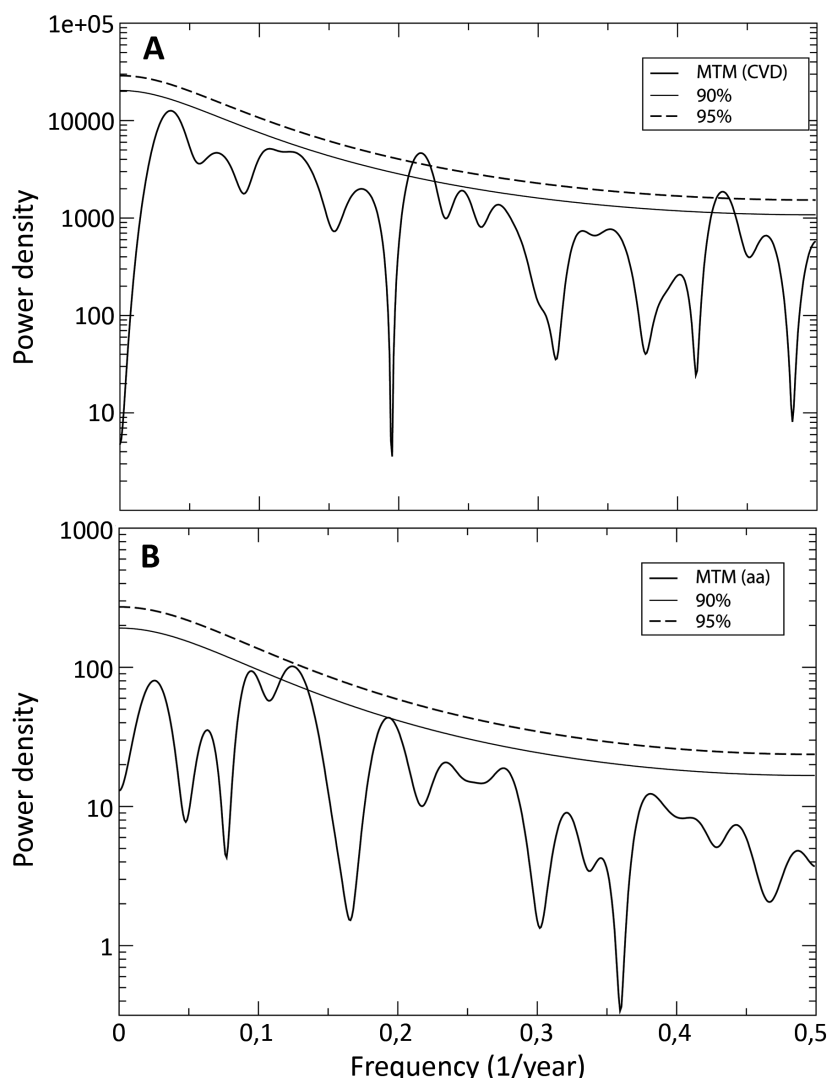 1e+05
A
MTM (CVD)
90%
95%
10000
1000
100
10
Power density
1000
B
MTM (aa)
90%
95%
100
10
1
Power density
0 0,1 0,2 0,3 0,4 0,5
Frequency (1/year)